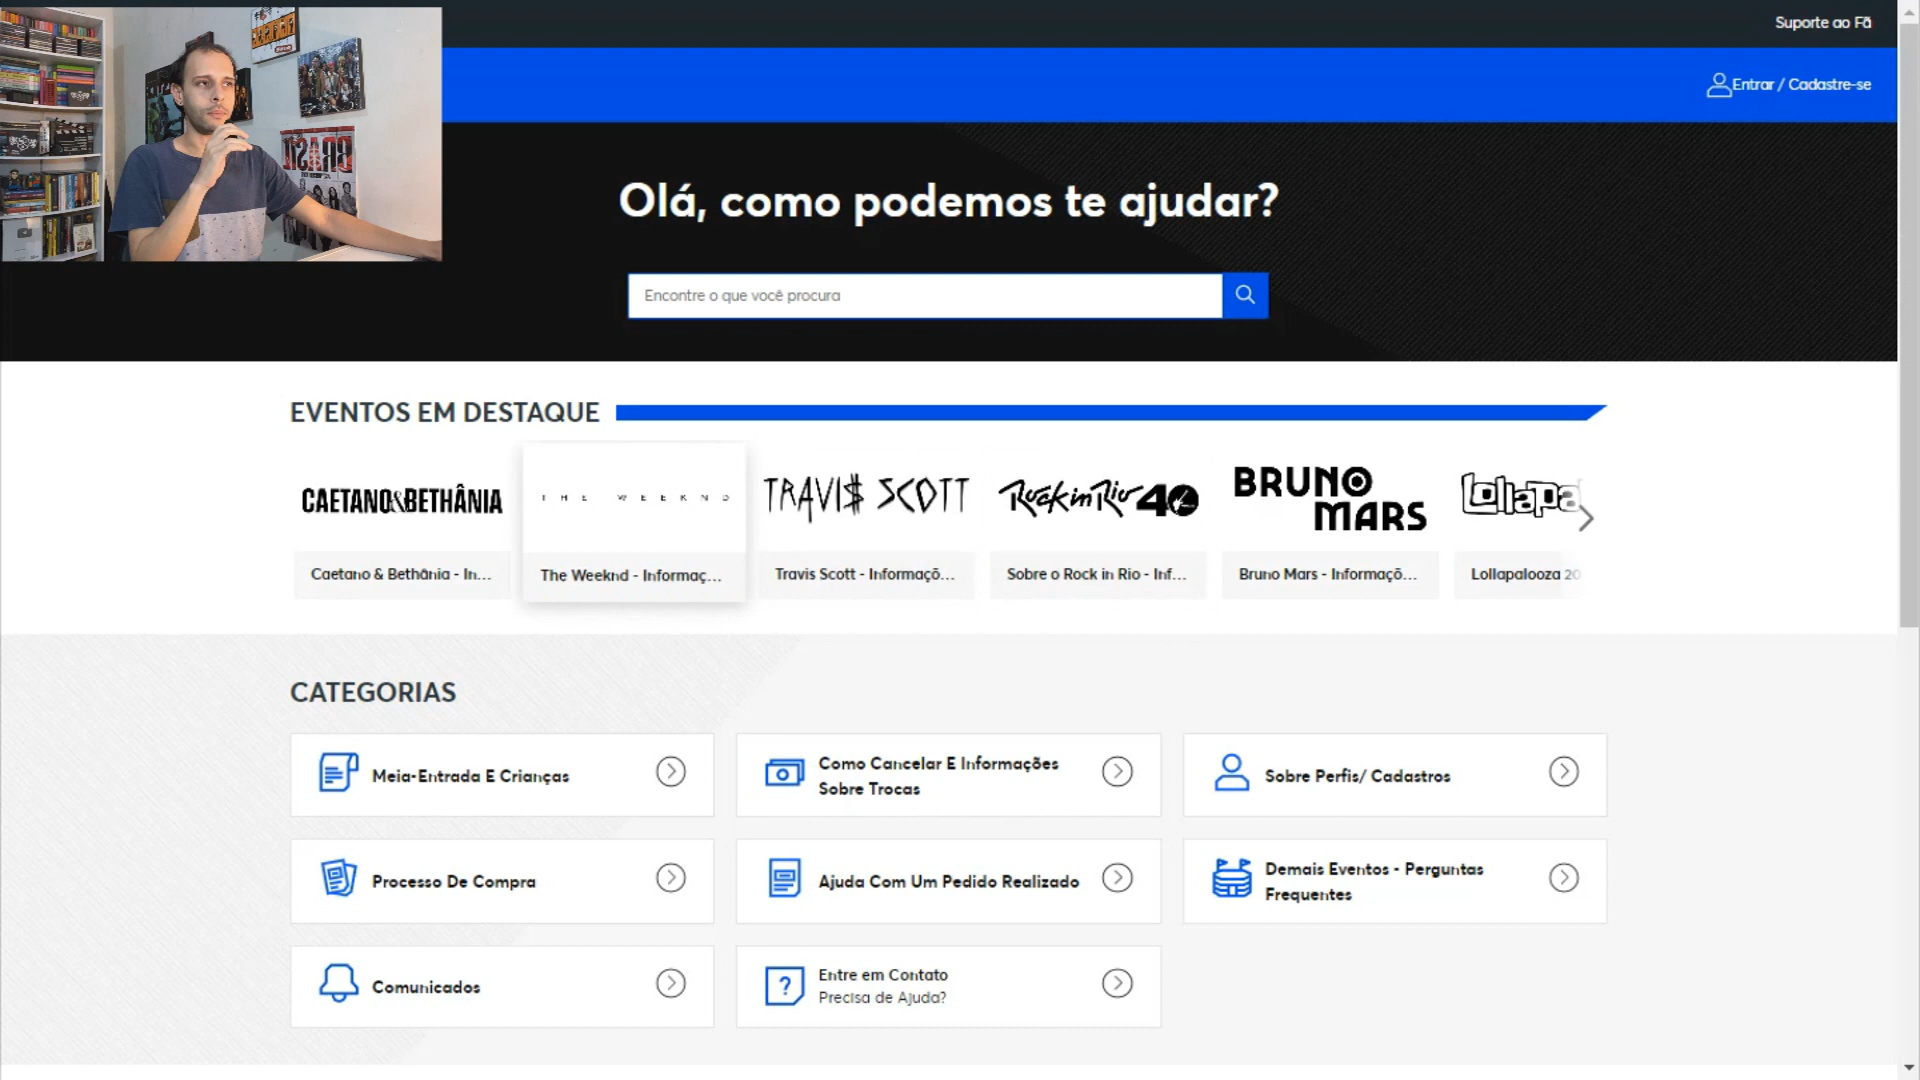 Suporte ao Fã
Entrar / Cadastre-se
Olá, como podemos te ajudar?
Encontre o que você procura
EVENTOS EM DESTAQUE
CAETANO&BETHÂNIA
THE WEEKND
TRAVI$ SCOTT
Rock in Rio 40
BRUNO
MARS
Lollapa
Caetano & Bethânia - In...
The Weeknd - Informaç...
Travis Scott - Informaçõ...
Sobre o Rock in Rio - Inf...
Bruno Mars - Informaçõ...
Lollapalooza 20
CATEGORIAS
Meia-Entrada E Crianças
Como Cancelar E Informações
Sobre Trocas
Sobre Perfis/ Cadastros
Processo De Compra
Ajuda Com Um Pedido Realizado
Demais Eventos - Perguntas
Frequentes
Comunicados
Entre em Contato
Precisa de Ajuda?